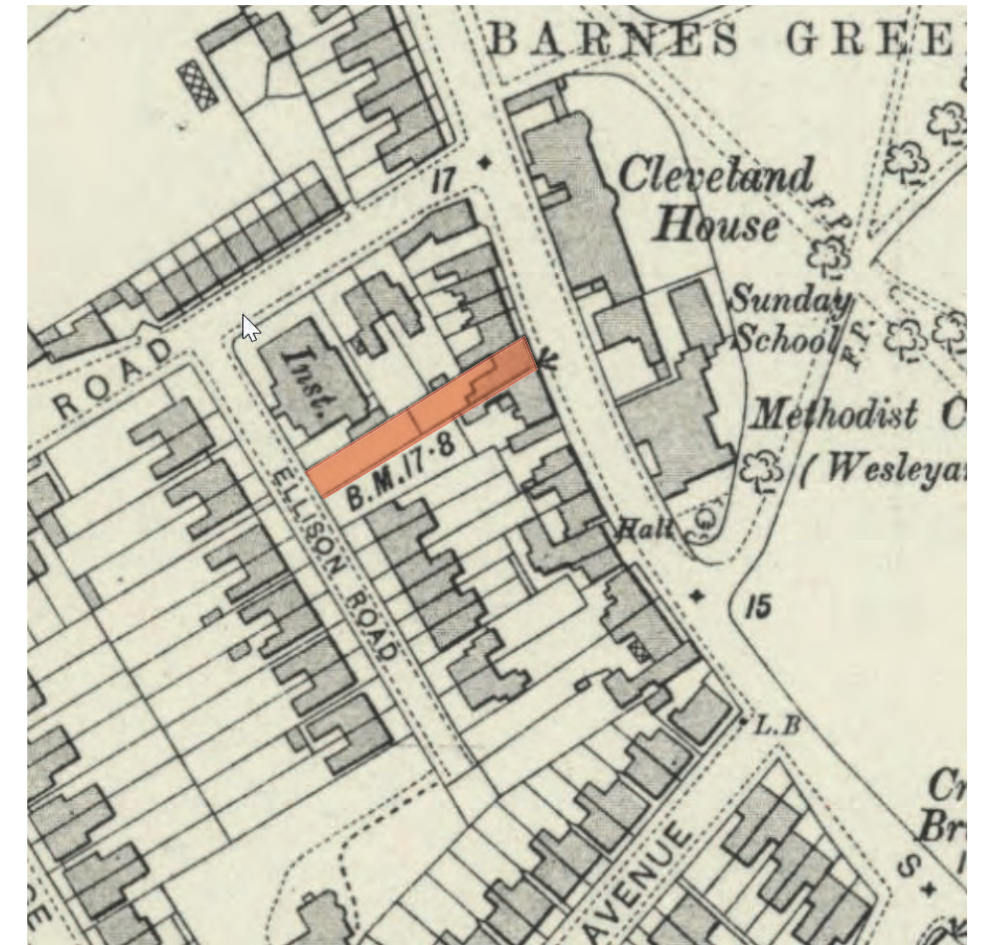 BARNES GREE
17
Cleveland
House
F.P.
Sunday
School
F.P.
ROAD
Inst.
Methodist C
(Wesleya
B.M.17·8
ELLISON ROAD
Hall
15
L.B
Cr
Br
AVENUE
S